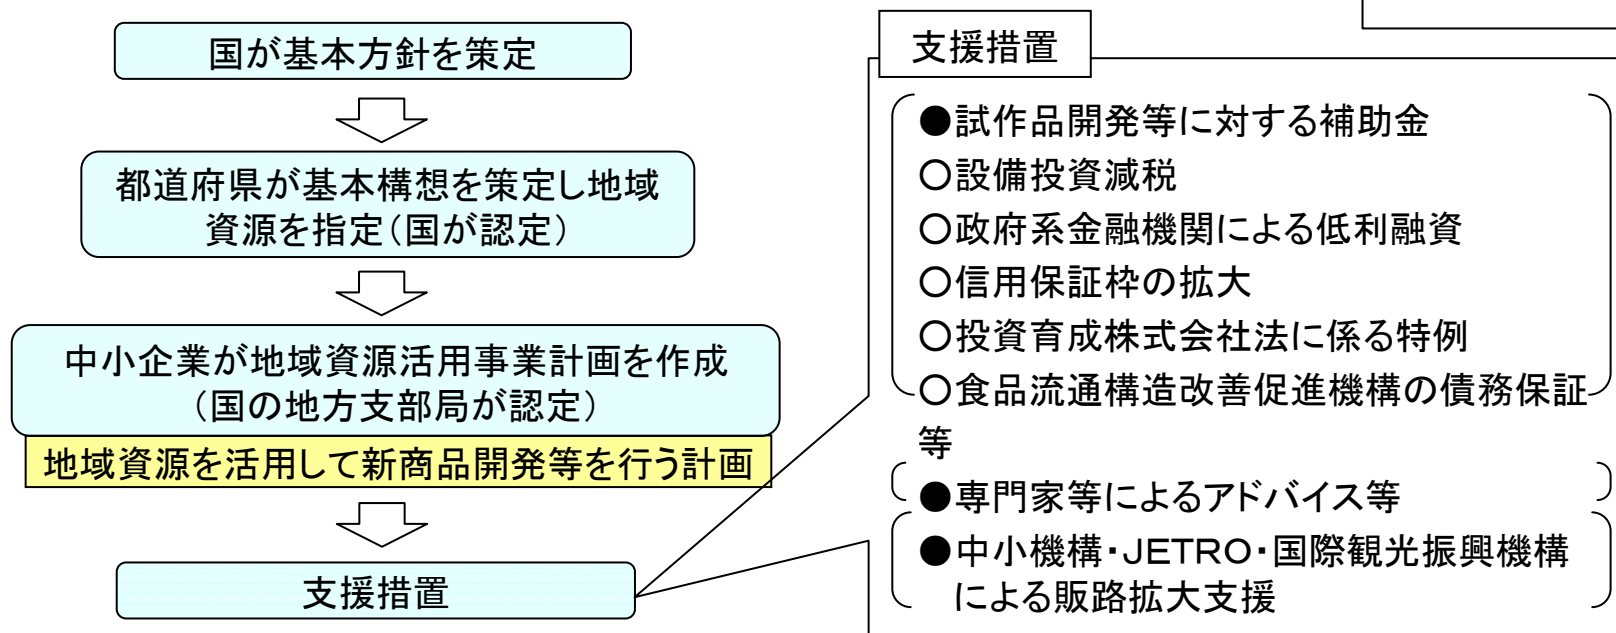 国が基本方針を策定
都道府県が基本構想を策定し地域
資源を指定（国が認定）
中小企業が地域資源活用事業計画を作成
（国の地方支部局が認定）
地域資源を活用して新商品開発等を行う計画
支援措置
支援措置
●試作品開発等に対する補助金
○設備投資減税
○政府系金融機関による低利融資
○信用保証枠の拡大
○投資育成株式会社法に係る特例
○食品流通構造改善促進機構の債務保証
等
●専門家等によるアドバイス等
●中小機構・JETRO・国際観光振興機構
による販路拡大支援